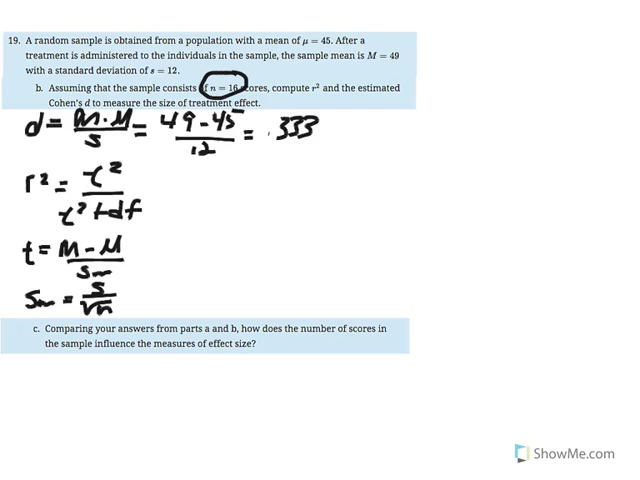 19. A random sample is obtained from a population with a mean of μ = 45. After a
treatment is administered to the individuals in the sample, the sample mean is M = 49
with a standard deviation of s = 12.
b. Assuming that the sample consists of n = 16 scores, compute r² and the estimated
Cohen's d to measure the size of treatment effect.
d = M - μ / s = 49 - 45 / 12 = .333
r² = t² / t² + df
t = M - μ / sm
sm = s / √n
c. Comparing your answers from parts a and b, how does the number of scores in
the sample influence the measures of effect size?
ShowMe.com